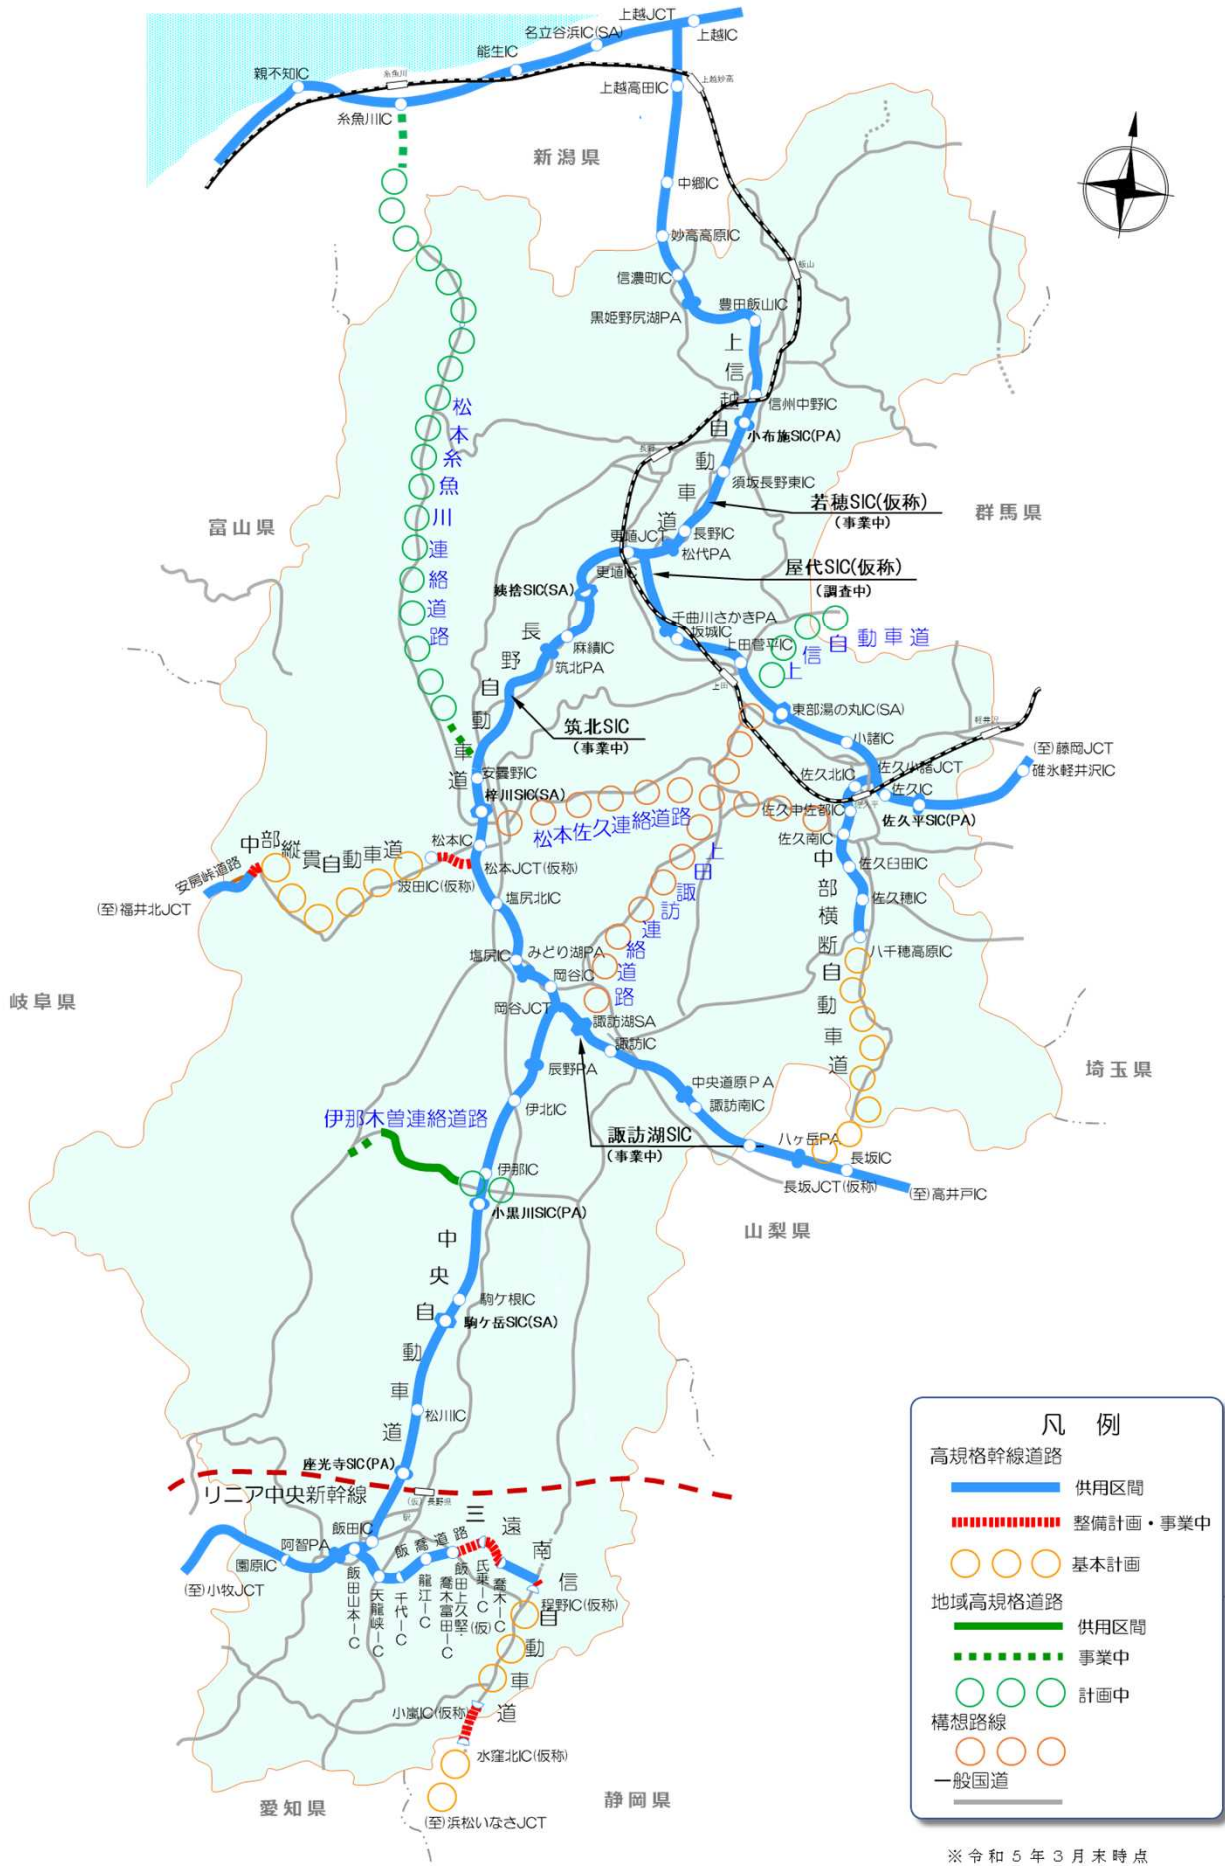 上越JCT
上越IC
名立谷浜IC(SA)
能生IC
親不知IC
糸魚川
糸魚川IC
上越妙高
上越高田IC
新潟県
中郷IC
妙高高原IC
飯山
信濃町IC
豊田飯山IC
黒姫野尻湖PA
上信越自動車道
信州中野IC
小布施SIC(PA)
長野
須坂長野東IC
若穂SIC(仮称)
(事業中)
群馬県
富山県
松本糸魚川連絡道路
長野IC
更埴JCT
松代PA
更埴IC
屋代SIC(仮称)
(調査中)
姨捨SIC(SA)
千曲川さかきPA
坂城IC
上田菅平IC
上信自動車道
麻績IC
筑北PA
長野自動車道
上田
東部湯の丸IC(SA)
筑北SIC
(事業中)
小諸IC
軽井沢
(至)藤岡JCT
碓氷軽井沢IC
佐久小諸JCT
佐久北IC
佐久IC
佐久平
佐久平SIC(PA)
安曇野IC
梓川SIC(SA)
松本佐久連絡道路
佐久中佐都IC
佐久南IC
松本IC
中部縦貫自動車道
安房峠道路
波田IC(仮称)
松本JCT(仮称)
上田諏訪連絡道路
佐久臼田IC
中部横断自動車道
佐久穂IC
(至)福井北JCT
塩尻北IC
八千穂高原IC
塩尻IC
みどり湖PA
岡谷IC
岐阜県
岡谷JCT
諏訪湖SA
諏訪IC
辰野PA
中央道原PA
埼玉県
伊北IC
諏訪南IC
伊那木曽連絡道路
諏訪湖SIC
(事業中)
八ヶ岳PA
長坂IC
伊那IC
長坂JCT(仮称)
(至)高井戸IC
小黒川SIC(PA)
山梨県
中央自動車道
駒ケ根IC
駒ケ岳SIC(SA)
松川IC
座光寺SIC(PA)
リニア中央新幹線
(仮)長野県駅
飯田IC
阿智PA
園原IC
(至)小牧JCT
飯喬道路
三遠南信自動車道
飯田山本IC
天龍峡IC
千代IC
龍江IC
喬木富田IC
飯田上久堅・
喬木IC
氏乗IC(仮)
程野IC(仮称)
小嵐IC(仮称)
水窪北IC(仮称)
(至)浜松いなさJCT
愛知県
静岡県
凡例
高規格幹線道路
供用区間
整備計画・事業中
基本計画
地域高規格道路
供用区間
事業中
計画中
構想路線
一般国道
※令和5年3月末時点